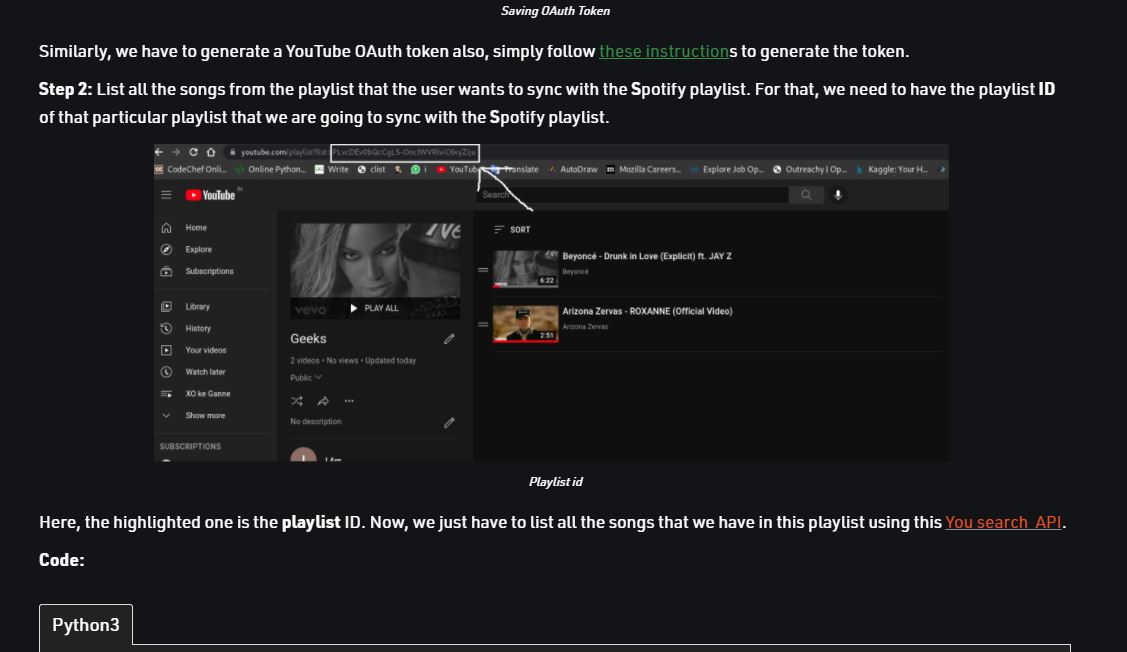 Saving OAuth Token
Similarly, we have to generate a YouTube OAuth token also, simply follow these instructions to generate the token.
Step 2: List all the songs from the playlist that the user wants to sync with the Spotify playlist. For that, we need to have the playlist ID
of that particular playlist that we are going to sync with the Spotify playlist.
youtube.com/playlist?list=
CodeChef Onli... Online Python... Write clist i YouTube Translate AutoDraw Mozilla Careers... Explore Job Op... Outreachy | Op... Kaggle: Your H...
YouTube IN Search
Home
Explore
Subscriptions
Library
History
Your videos
Watch later
XO ke Ganne
Show more
SUBSCRIPTIONS
vevo PLAY ALL
Geeks
2 videos • No views • Updated today
Public
No description
I Am
SORT
Beyoncé - Drunk in Love (Explicit) ft. JAY Z
Beyoncé
6:22
Arizona Zervas - ROXANNE (Official Video)
Arizona Zervas
2:51
Playlist id
Here, the highlighted one is the playlist ID. Now, we just have to list all the songs that we have in this playlist using this You search API.
Code:
Python3